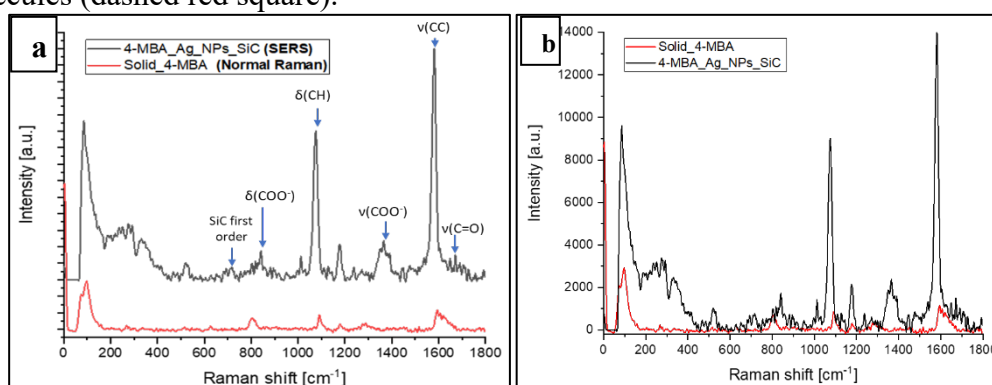 ecules (dashed red square).
a
4-MBA_Ag_NPs_SiC (SERS)
Solid_4-MBA (Normal Raman)
ν(CC)
δ(CH)
δ(COO⁻)
SiC first
order
ν(COO⁻)
ν(C=O)
Intensity [a.u.]
0 200 400 600 800 1000 1200 1400 1600 1800
Raman shift [cm⁻¹]
b
Solid_4-MBA
4-MBA_Ag_NPs_SiC
14000
12000
10000
8000
6000
4000
2000
0
Intensity [a.u.]
0 200 400 600 800 1000 1200 1400 1600 1800
Raman shift [cm⁻¹]